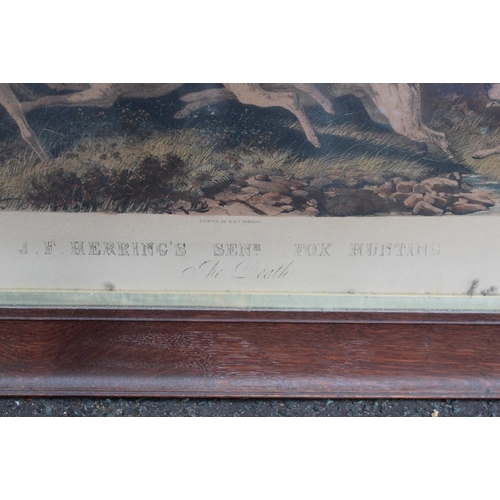 J. F. HERRING'S SENR. FOX HUNTING
The Death